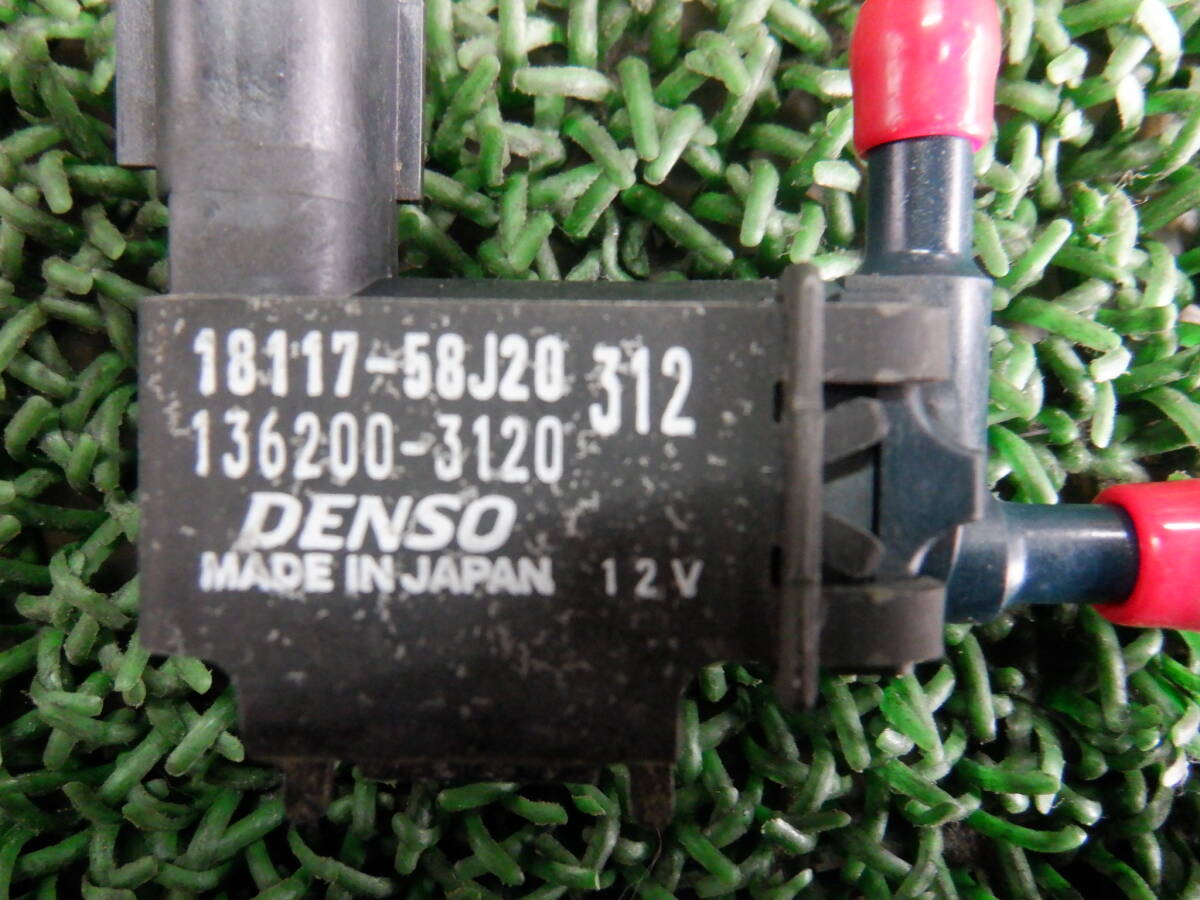 18117-58J20 312
136200-3120
DENSO
MADE IN JAPAN 12V